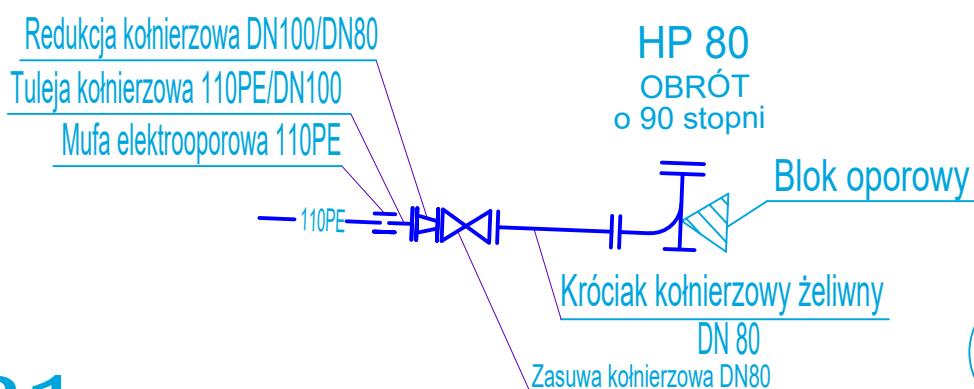 Redukcja kołnierzowa DN100/DN80
Tuleja kołnierzowa 110PE/DN100
Mufa elektrooporowa 110PE
HP 80
OBRÓT
o 90 stopni
Blok oporowy
110PE
Króciak kołnierzowy żeliwny
DN 80
Zasuwa kołnierzowa DN80